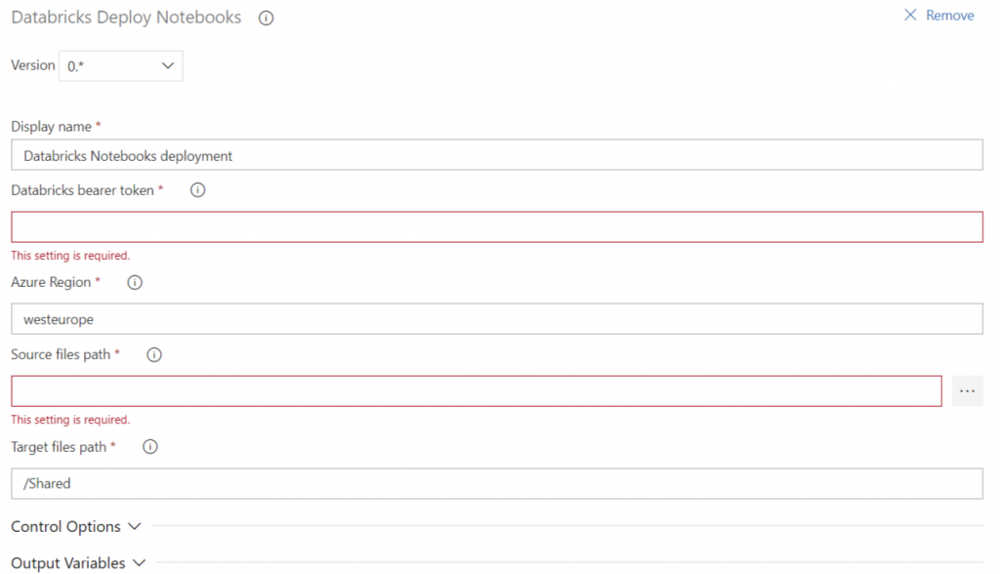 Databricks Deploy Notebooks
Remove
Version 0.*
Display name *
Databricks Notebooks deployment
Databricks bearer token *
This setting is required.
Azure Region *
westeurope
Source files path *
...
This setting is required.
Target files path *
/Shared
Control Options
Output Variables